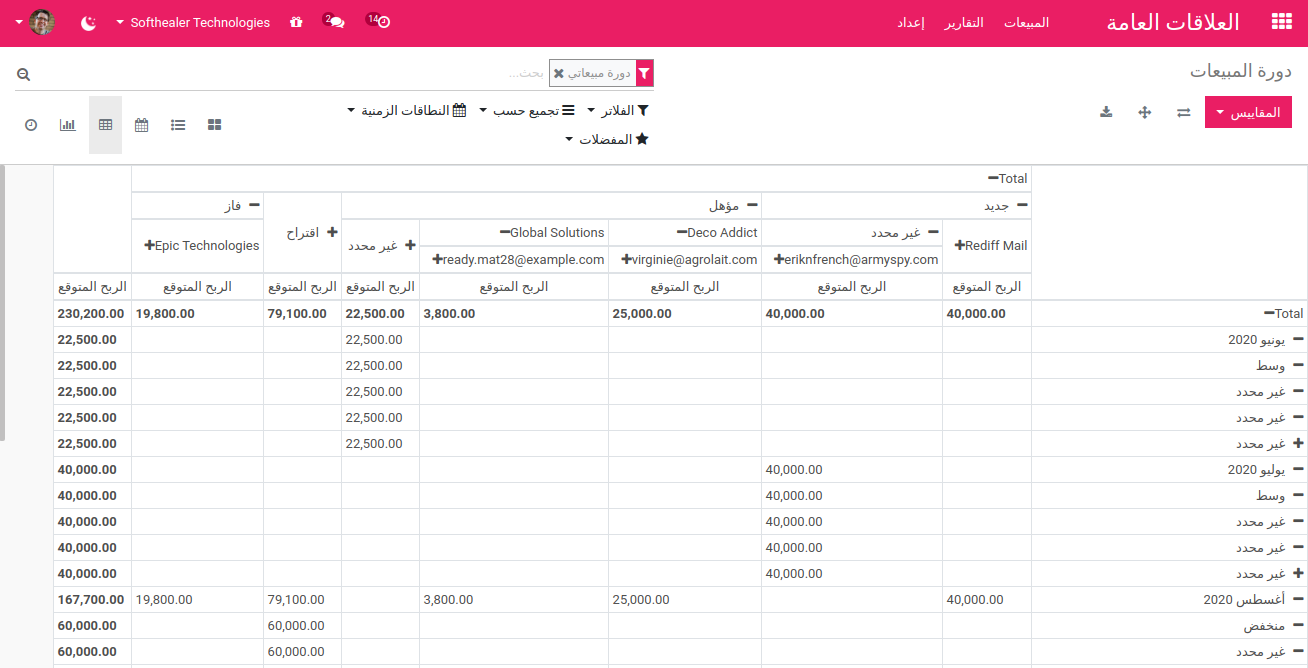 العلاقات العامة المبيعات التقارير إعداد 14 2 Softhealer Technologies
دورة المبيعات دورة مبيعاتي بحث...
المقاييس الفلاتر تجميع حسب النطاقات الزمنية
المفضلات
Total
جديد مؤهل فاز
اقتراح
غير محدد Deco Addict Global Solutions
Rediff Mail غير محدد Epic Technologies
eriknfrench@armyspy.com virginie@agrolait.com ready.mat28@example.com
الربح المتوقع الربح المتوقع الربح المتوقع الربح المتوقع الربح المتوقع الربح المتوقع الربح المتوقع الربح المتوقع
Total 40,000.00 40,000.00 25,000.00 3,800.00 22,500.00 79,100.00 19,800.00 230,200.00
يونيو 2020 22,500.00 22,500.00
وسط 22,500.00 22,500.00
غير محدد 22,500.00 22,500.00
غير محدد 22,500.00 22,500.00
غير محدد 22,500.00 22,500.00
يوليو 2020 40,000.00 40,000.00
وسط 40,000.00 40,000.00
غير محدد 40,000.00 40,000.00
غير محدد 40,000.00 40,000.00
غير محدد 40,000.00 40,000.00
أغسطس 2020 40,000.00 25,000.00 3,800.00 79,100.00 19,800.00 167,700.00
منخفض 60,000.00 60,000.00
غير محدد 60,000.00 60,000.00